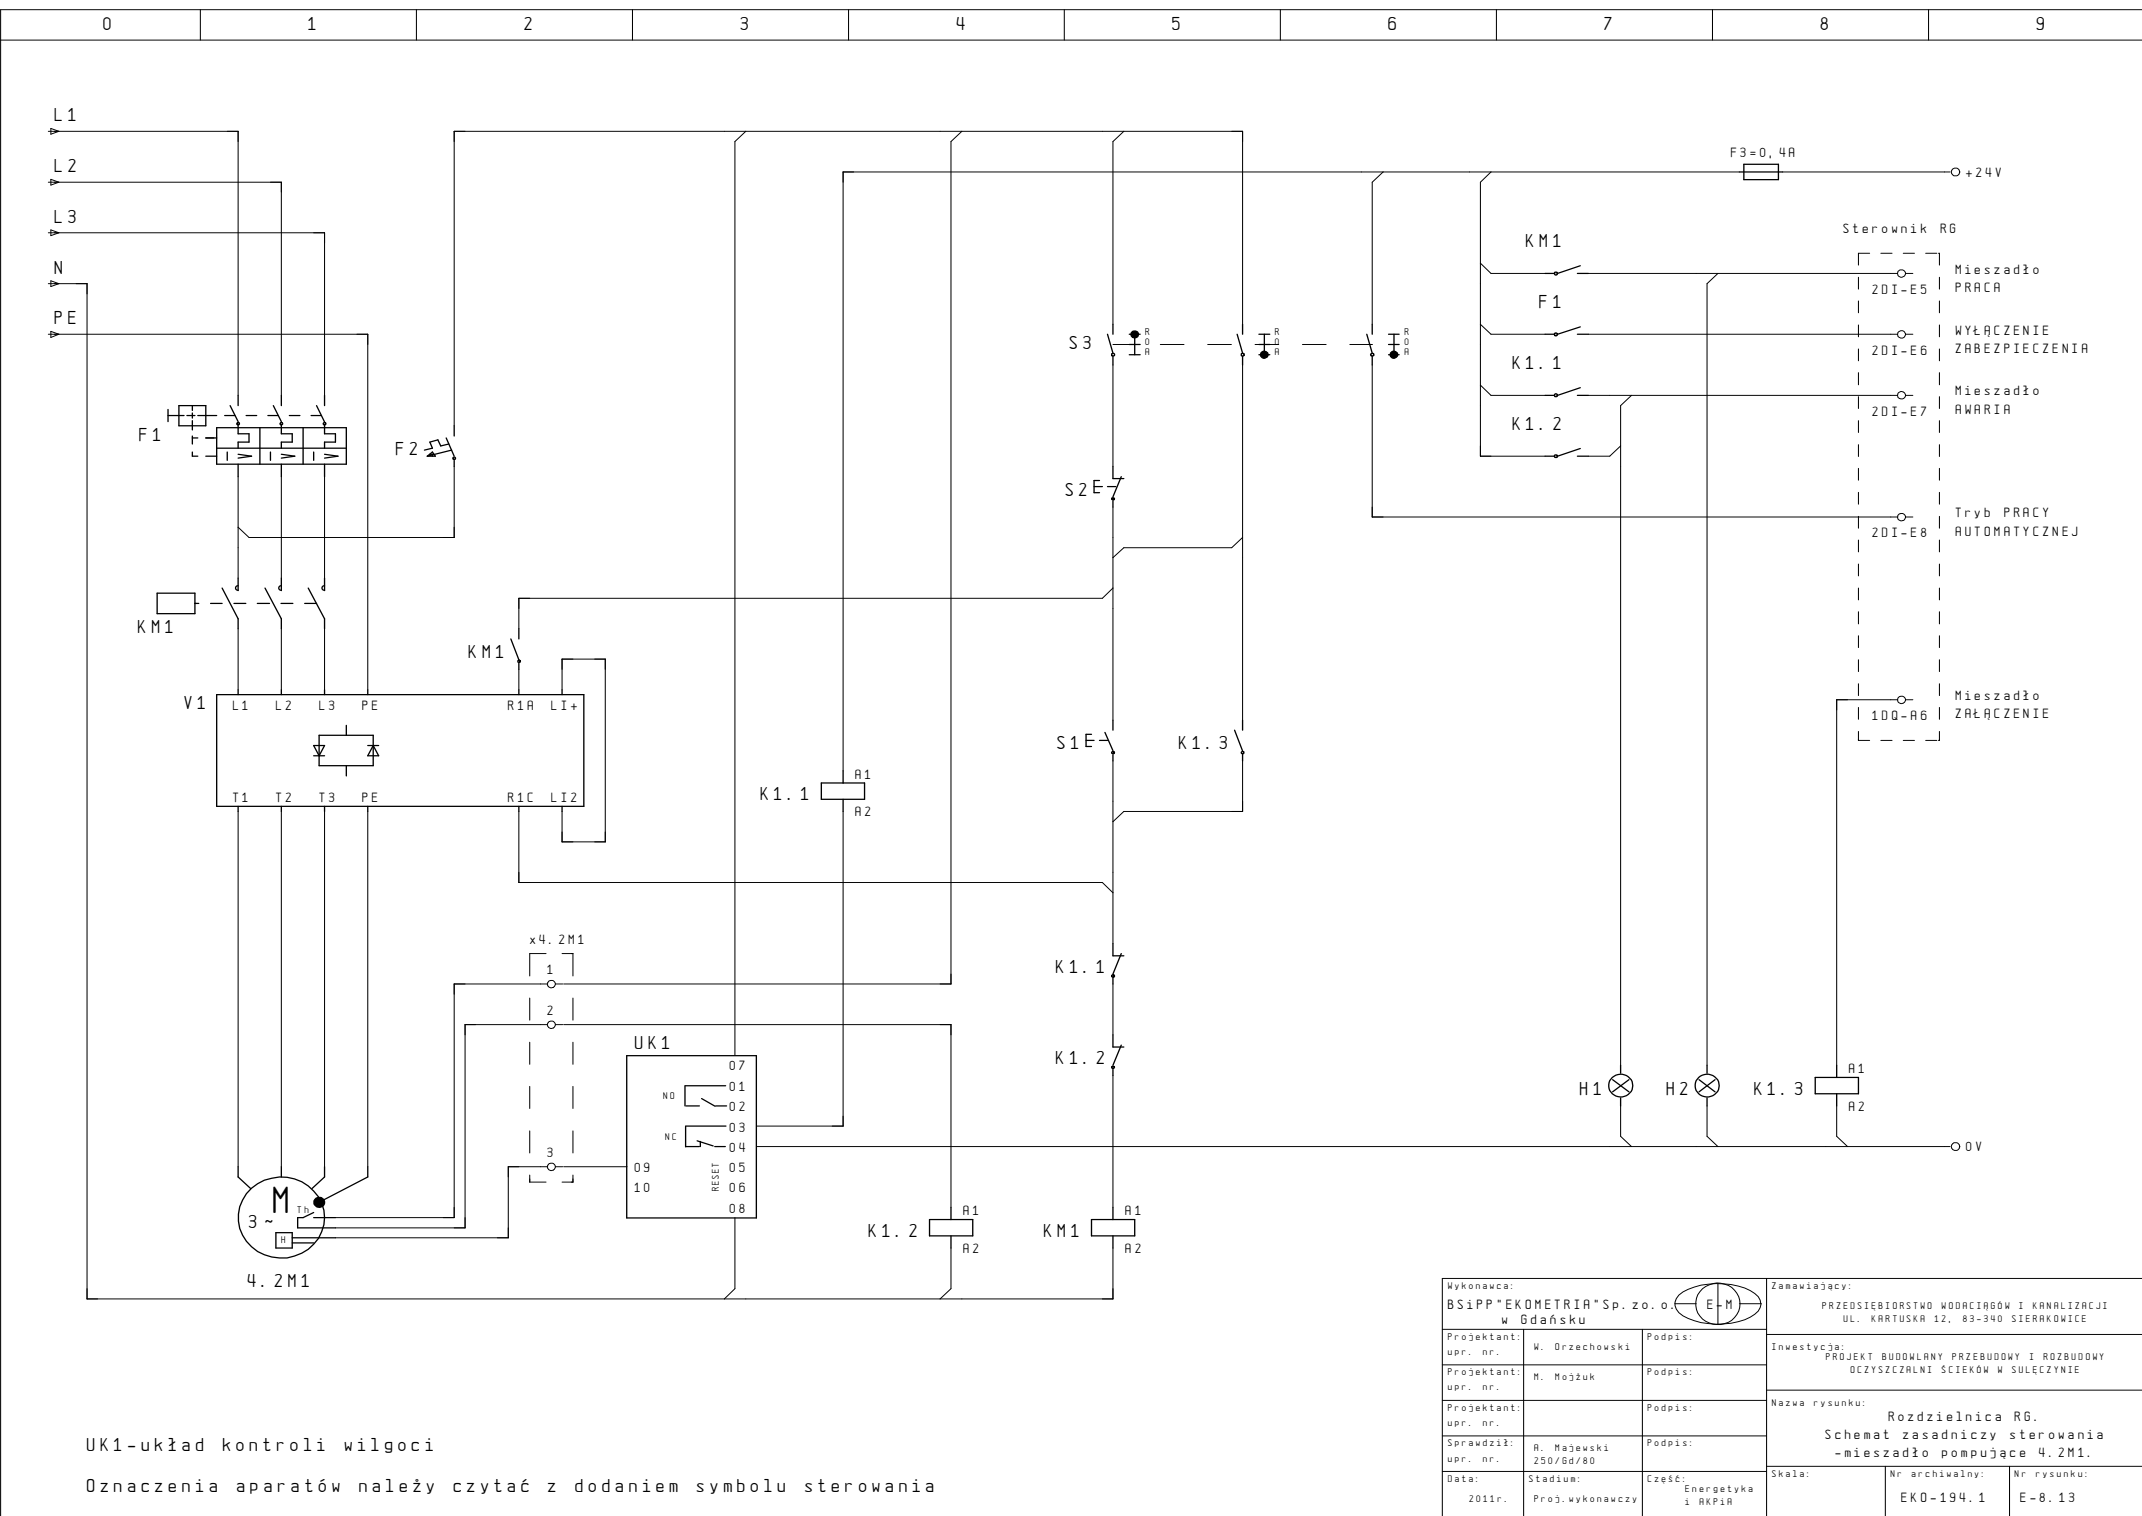 0 1 2 3 4 5 6 7 8 9
L1
L2
L3
N
PE
F1
F2
KM1
V1
L1 L2 L3 PE R1A LI+
T1 T2 T3 PE R1C LI2
KM1
x4.2M1
1
2
3
UK1
07
01
NO
02
03
NC
04
09
05
10
06
RESET
08
M
3~
Th
H
4.2M1
K1.1
A1
A2
K1.2
A1
A2
KM1
A1
A2
S3
R
O
A
R
O
A
R
O
A
S2
S1
K1.3
K1.1
K1.2
F3=0,4A
+24V
Sterownik RG
KM1
2DI-E5
Mieszadło
PRACA
F1
2DI-E6
WYŁĄCZENIE
ZABEZPIECZENIA
K1.1
2DI-E7
Mieszadło
AWARIA
K1.2
2DI-E8
Tryb PRACY
AUTOMATYCZNEJ
1DQ-A6
Mieszadło
ZAŁĄCZENIE
H1
H2
K1.3
A1
A2
0V
UK1-układ kontroli wilgoci
Oznaczenia aparatów należy czytać z dodaniem symbolu sterowania
Wykonawca:
BSiPP"EKOMETRIA"Sp.zo.o.
w Gdańsku
E-M
Projektant:
upr. nr.
W. Orzechowski
Podpis:
Projektant:
upr. nr.
M. Mojżuk
Podpis:
Projektant:
upr. nr.
Podpis:
Sprawdził:
upr. nr.
A. Majewski
250/Gd/80
Podpis:
Data:
2011r.
Stadium:
Proj.wykonawczy
Część:
Energetyka
i AKPiA
Zamawiający:
PRZEDSIĘBIORSTWO WODACIĄGÓW I KANALIZACJI
UL. KARTUSKA 12, 83-340 SIERAKOWICE
Inwestycja:
PROJEKT BUDOWLANY PRZEBUDOWY I ROZBUDOWY
OCZYSZCZALNI ŚCIEKÓW W SULĘCZYNIE
Nazwa rysunku:
Rozdzielnica RG.
Schemat zasadniczy sterowania
-mieszadło pompujące 4.2M1.
Skala:
Nr archiwalny:
EKO-194.1
Nr rysunku:
E-8.13